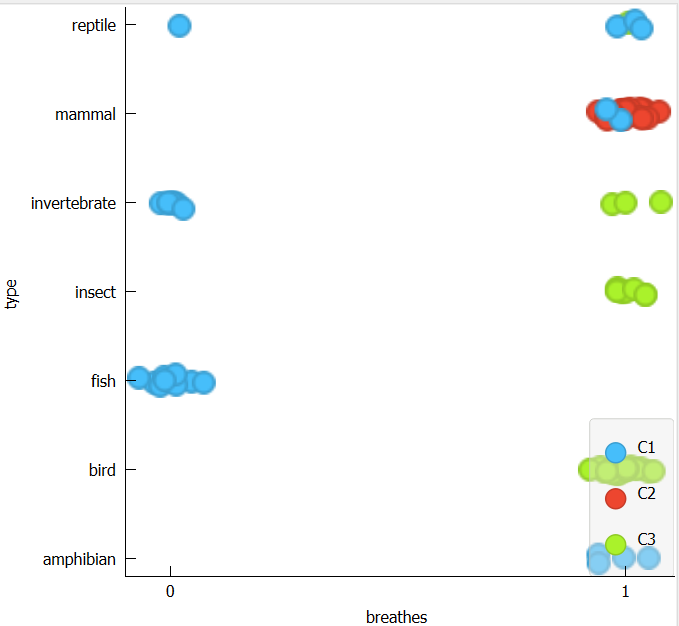 reptile
mammal
invertebrate
insect
fish
bird
amphibian
type
C1
C2
C3
0
1
breathes